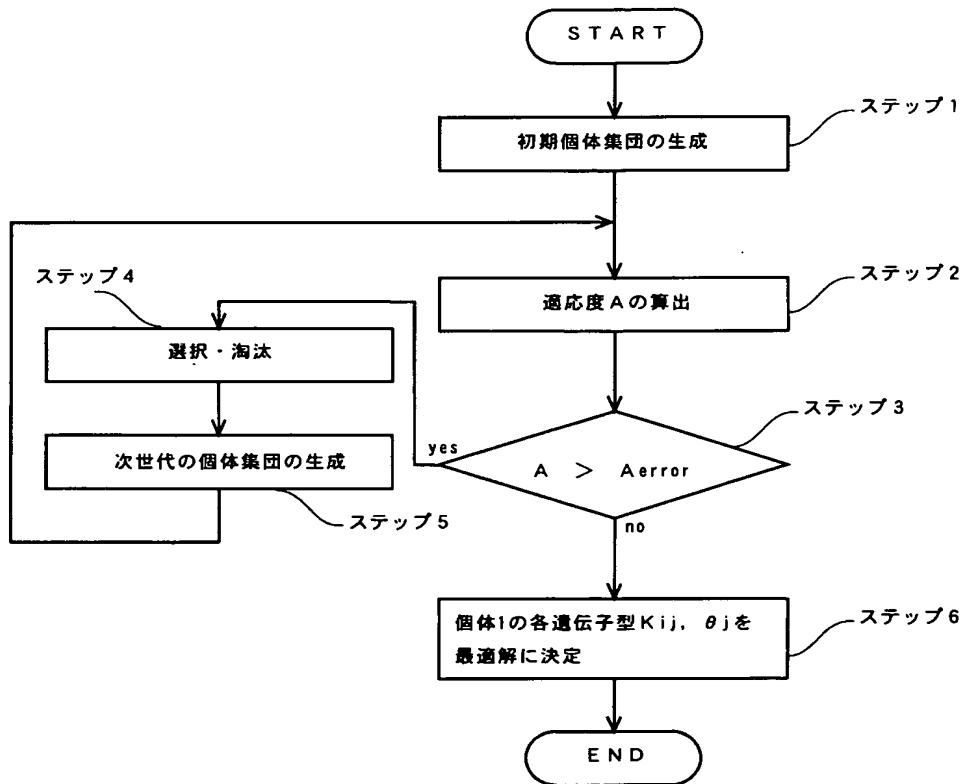 START
ステップ1
初期個体集団の生成
ステップ2
適応度Aの算出
ステップ4
選択・淘汰
ステップ3
yes
A > Aerror
次世代の個体集団の生成
ステップ5
no
ステップ6
個体1の各遺伝子型Kij, θjを
最適解に決定
END